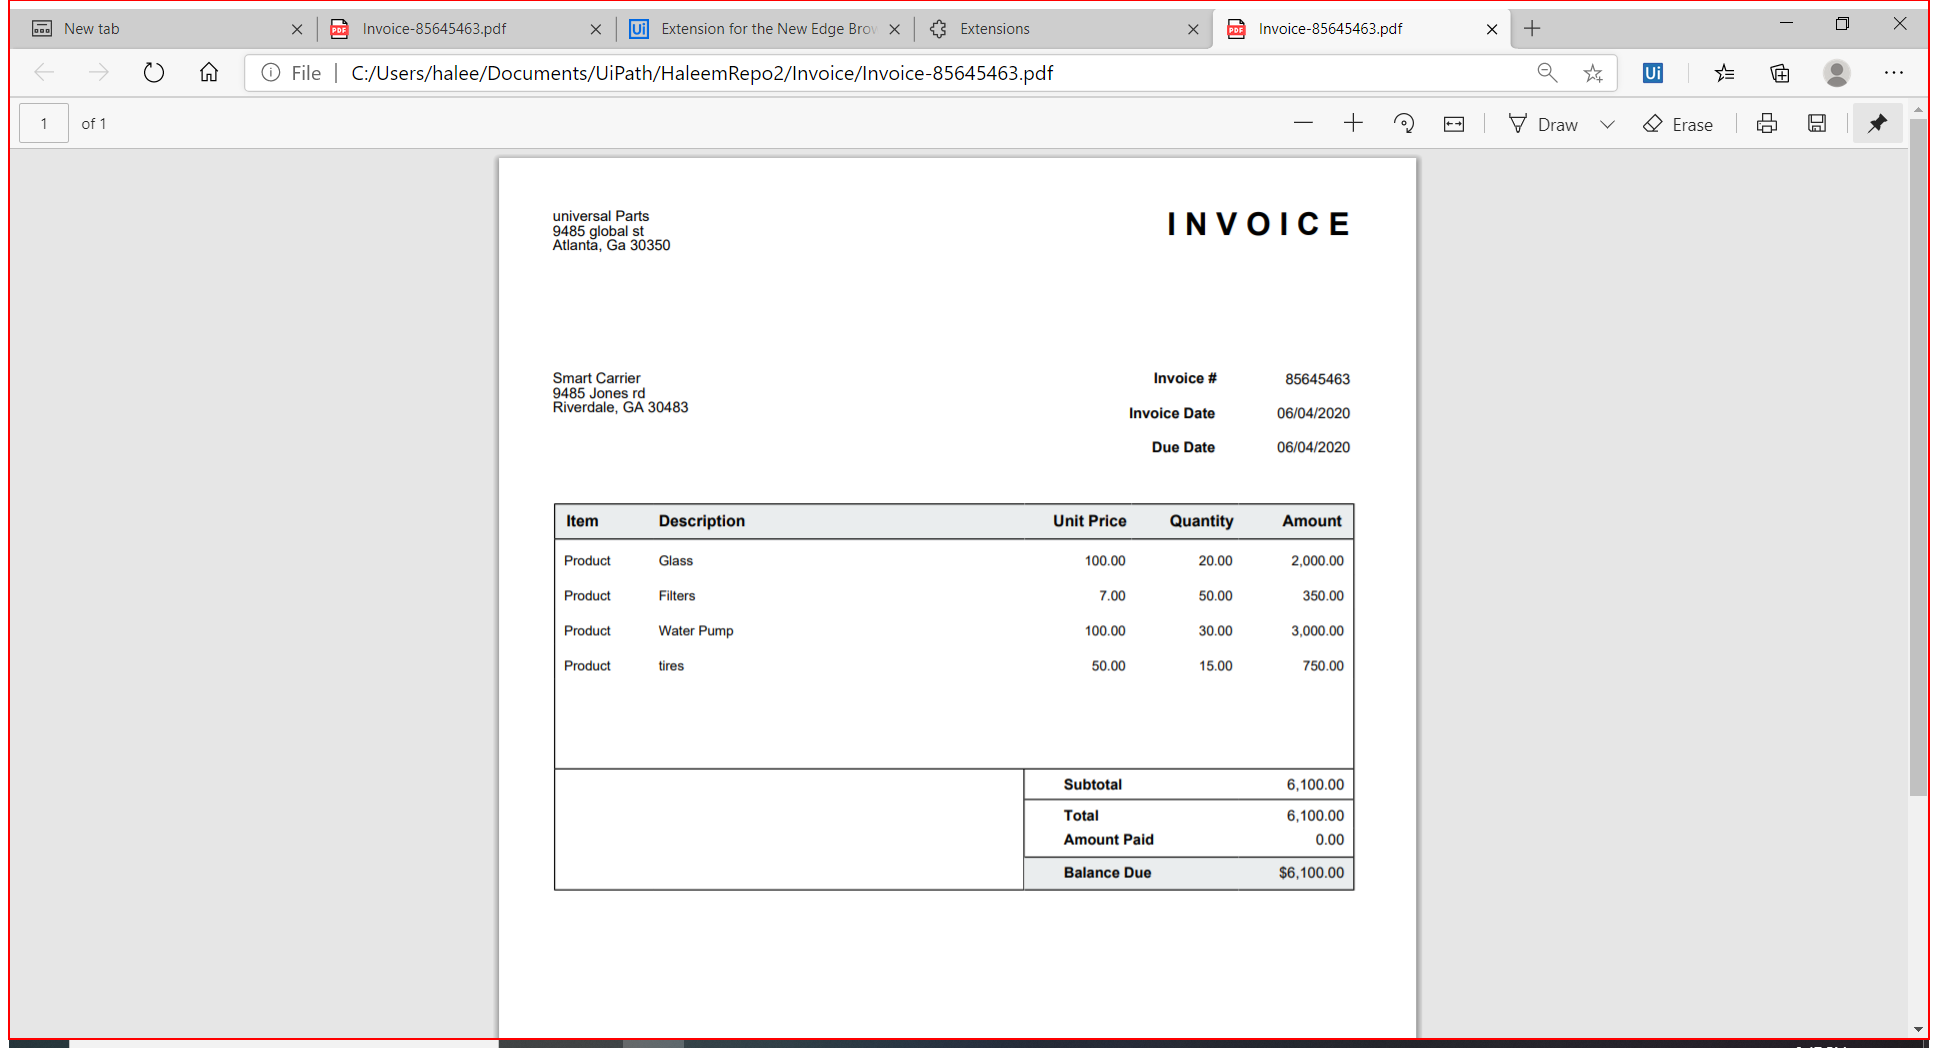 New tab
Invoice-85645463.pdf
Extension for the New Edge Brow
Extensions
Invoice-85645463.pdf
File | C:/Users/halee/Documents/UiPath/HaleemRepo2/Invoice/Invoice-85645463.pdf
Ui
1 of 1
Draw
Erase
universal Parts
9485 global st
Atlanta, Ga 30350
INVOICE
Smart Carrier
9485 Jones rd
Riverdale, GA 30483
Invoice # 85645463
Invoice Date 06/04/2020
Due Date 06/04/2020
Item Description Unit Price Quantity Amount
Product Glass 100.00 20.00 2,000.00
Product Filters 7.00 50.00 350.00
Product Water Pump 100.00 30.00 3,000.00
Product tires 50.00 15.00 750.00
Subtotal 6,100.00
Total 6,100.00
Amount Paid 0.00
Balance Due $6,100.00